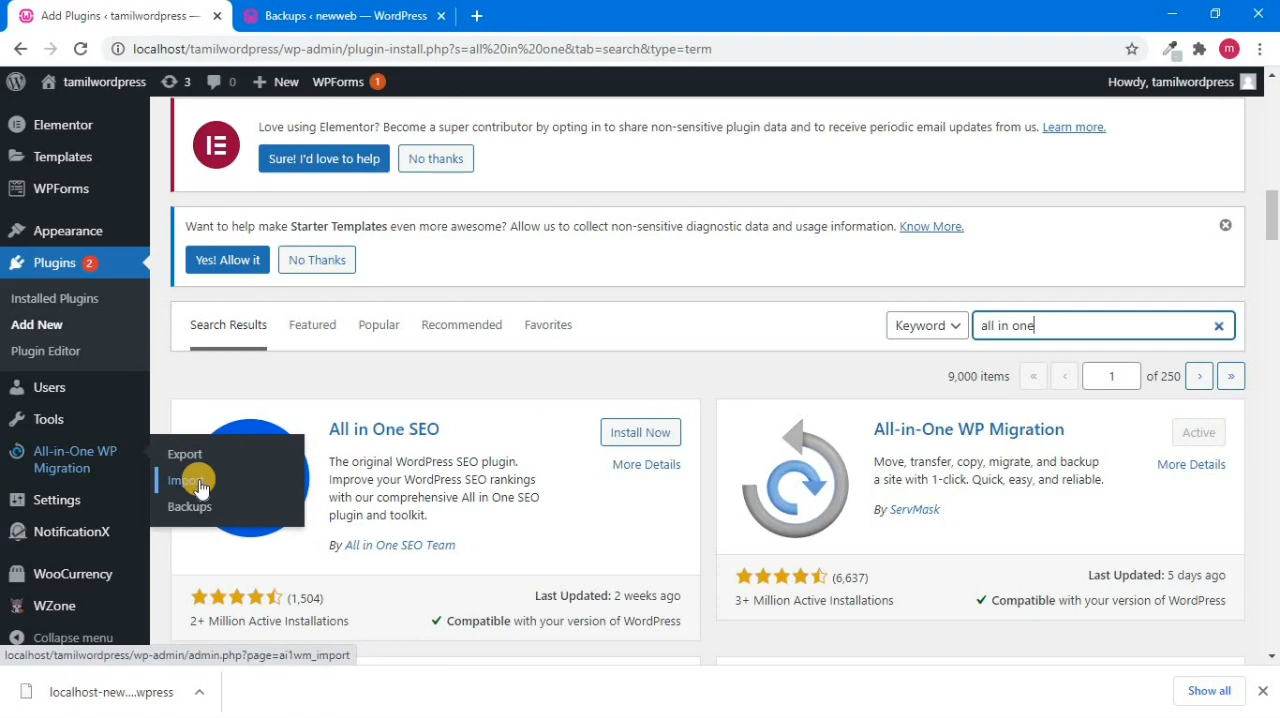 Add Plugins ‹ tamilwordpress —
Backups ‹ newweb — WordPress
localhost/tamilwordpress/wp-admin/plugin-install.php?s=all%20in%20one&tab=search&type=term
m
tamilwordpress
3
0
New
WPForms 1
Howdy, tamilwordpress
Elementor
Templates
WPForms
Appearance
Plugins 2
Installed Plugins
Add New
Plugin Editor
Users
Tools
All-in-One WP
Migration
Settings
NotificationX
WooCurrency
WZone
Collapse menu
Export
Import
Backups
Love using Elementor? Become a super contributor by opting in to share non-sensitive plugin data and to receive periodic email updates from us. Learn more.
Sure! I'd love to help
No thanks
Want to help make Starter Templates even more awesome? Allow us to collect non-sensitive diagnostic data and usage information. Know More.
Yes! Allow it
No Thanks
Search Results
Featured
Popular
Recommended
Favorites
Keyword
all in one
9,000 items
«
‹
1
of 250
›
»
All in One SEO
Install Now
More Details
The original WordPress SEO plugin.
Improve your WordPress SEO rankings
with our comprehensive All in One SEO
plugin and toolkit.
By All in One SEO Team
(1,504)
2+ Million Active Installations
Last Updated: 2 weeks ago
✓ Compatible with your version of WordPress
All-in-One WP Migration
Active
More Details
Move, transfer, copy, migrate, and backup
a site with 1-click. Quick, easy, and reliable.
By ServMask
(6,637)
3+ Million Active Installations
Last Updated: 5 days ago
✓ Compatible with your version of WordPress
localhost/tamilwordpress/wp-admin/admin.php?page=ai1wm_import
localhost-new....wpress
Show all